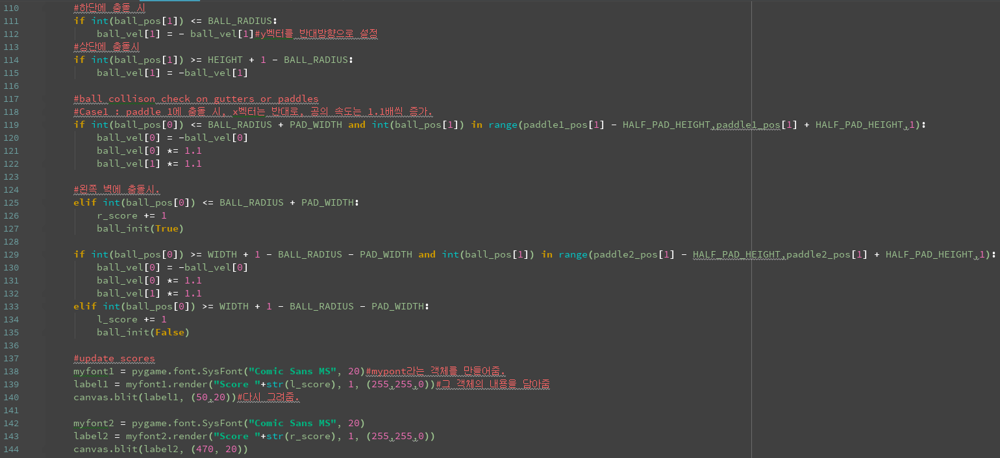 110 #하단에 충돌 시
111 if int(ball_pos[1]) <= BALL_RADIUS:
112 ball_vel[1] = - ball_vel[1]#y벡터를 반대방향으로 설정
113 #상단에 충돌시
114 if int(ball_pos[1]) >= HEIGHT + 1 - BALL_RADIUS:
115 ball_vel[1] = -ball_vel[1]
116
117 #ball collison check on gutters or paddles
118 #Case1 : paddle 1에 충돌 시, x벡터는 반대로, 공의 속도는 1.1배씩 증가.
119 if int(ball_pos[0]) <= BALL_RADIUS + PAD_WIDTH and int(ball_pos[1]) in range(paddle1_pos[1] - HALF_PAD_HEIGHT,paddle1_pos[1] + HALF_PAD_HEIGHT,1):
120 ball_vel[0] = -ball_vel[0]
121 ball_vel[0] *= 1.1
122 ball_vel[1] *= 1.1
123
124 #왼쪽 벽에 충돌시.
125 elif int(ball_pos[0]) <= BALL_RADIUS + PAD_WIDTH:
126 r_score += 1
127 ball_init(True)
128
129 if int(ball_pos[0]) >= WIDTH + 1 - BALL_RADIUS - PAD_WIDTH and int(ball_pos[1]) in range(paddle2_pos[1] - HALF_PAD_HEIGHT,paddle2_pos[1] + HALF_PAD_HEIGHT,1):
130 ball_vel[0] = -ball_vel[0]
131 ball_vel[0] *= 1.1
132 ball_vel[1] *= 1.1
133 elif int(ball_pos[0]) >= WIDTH + 1 - BALL_RADIUS - PAD_WIDTH:
134 l_score += 1
135 ball_init(False)
136
137 #update scores
138 myfont1 = pygame.font.SysFont("Comic Sans MS", 20)#mypont라는 객체를 만들어줌.
139 label1 = myfont1.render("Score "+str(l_score), 1, (255,255,0))#그 객체의 내용을 담아줌
140 canvas.blit(label1, (50,20))#다시 그려줌.
141
142 myfont2 = pygame.font.SysFont("Comic Sans MS", 20)
143 label2 = myfont2.render("Score "+str(r_score), 1, (255,255,0))
144 canvas.blit(label2, (470, 20))